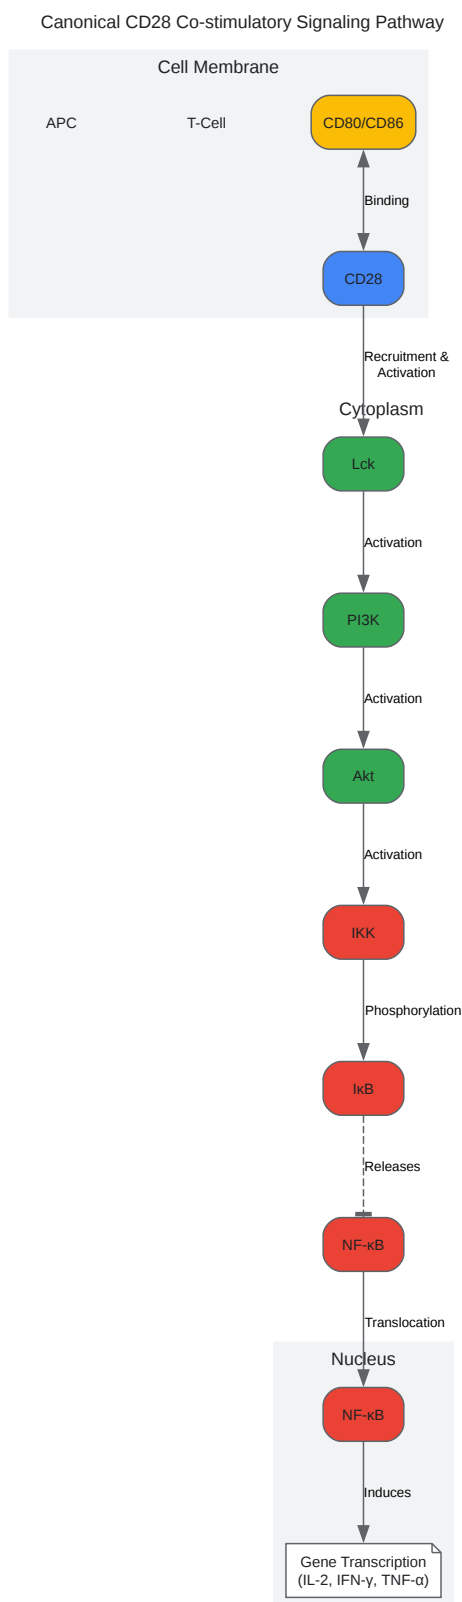 Canonical CD28 Co-stimulatory Signaling Pathway
Cell Membrane
APC
T-Cell
CD80/CD86
Binding
CD28
Recruitment &
Activation
Cytoplasm
Lck
Activation
PI3K
Activation
Akt
Activation
IKK
Phosphorylation
IκB
Releases
NF-κB
Translocation
Nucleus
NF-κB
Induces
Gene Transcription
(IL-2, IFN-γ, TNF-α)